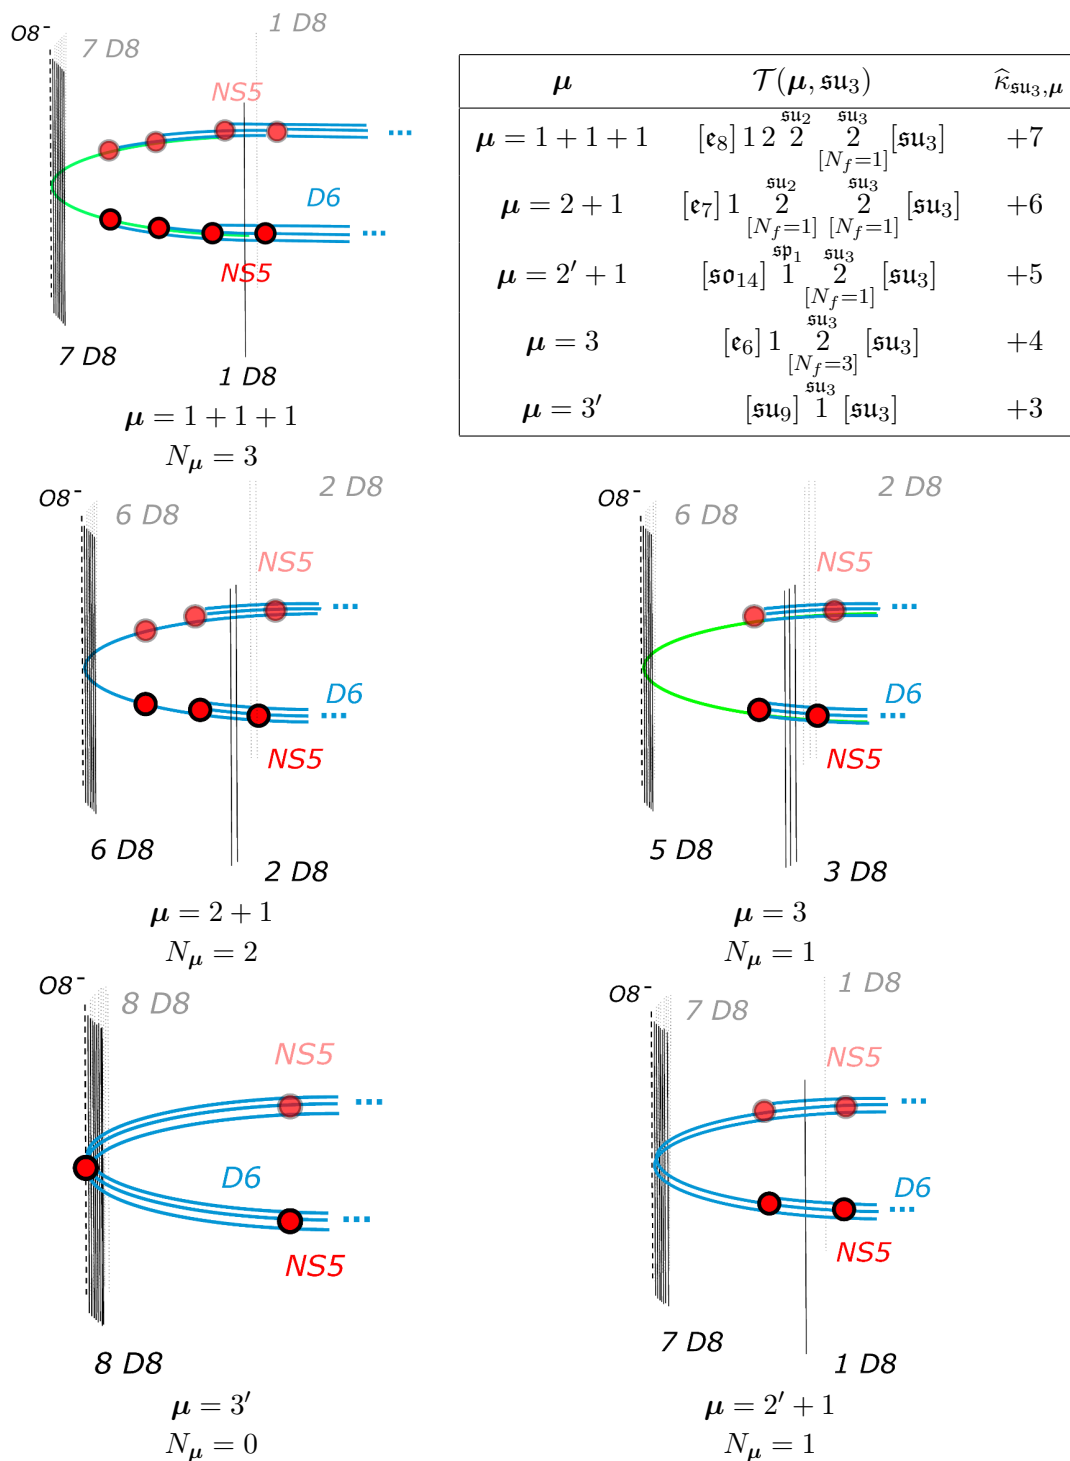 O8⁻
7 D8
1 D8
NS5
D6
...
...
NS5
7 D8
1 D8
μ = 1 + 1 + 1
N_μ = 3
μ T(μ, su₃) κ̂_{su₃,μ}
μ = 1 + 1 + 1 [e₈] 1 2 2^{su₂} 2^{su₃}_{[N_f=1]} [su₃] +7
μ = 2 + 1 [e₇] 1 2^{su₂}_{[N_f=1]} 2^{su₃}_{[N_f=1]} [su₃] +6
μ = 2′ + 1 [so₁₄] 1^{sp₁} 2^{su₃}_{[N_f=1]} [su₃] +5
μ = 3 [e₆] 1 2^{su₃}_{[N_f=3]} [su₃] +4
μ = 3′ [su₉] 1^{su₃} [su₃] +3
O8⁻
6 D8
2 D8
NS5
...
D6
...
NS5
6 D8
2 D8
μ = 2 + 1
N_μ = 2
O8⁻
6 D8
2 D8
NS5
...
D6
...
NS5
5 D8
3 D8
μ = 3
N_μ = 1
O8⁻
8 D8
NS5
...
D6
...
NS5
8 D8
μ = 3′
N_μ = 0
O8⁻
7 D8
1 D8
NS5
...
D6
...
NS5
7 D8
1 D8
μ = 2′ + 1
N_μ = 1